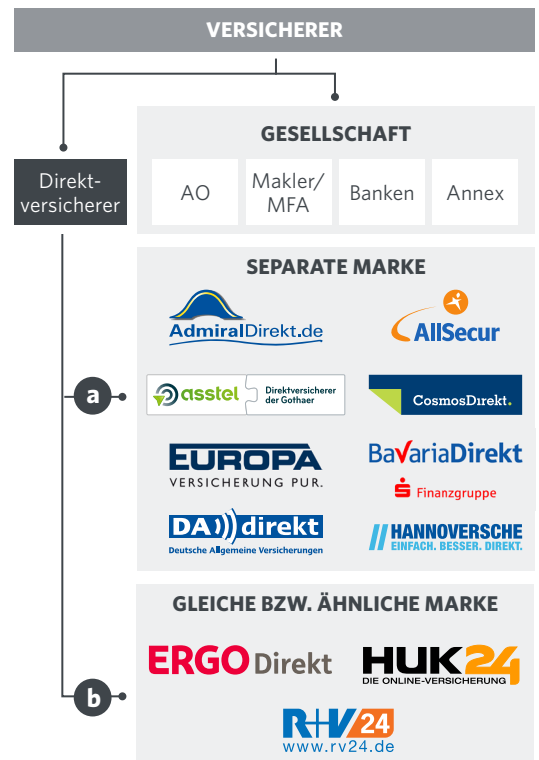 VERSICHERER
GESELLSCHAFT
Direkt-
versicherer
AO
Makler/
MFA
Banken
Annex
SEPARATE MARKE
AdmiralDirekt.de
AllSecur
a
asstel
Direktversicherer
der Gothaer
CosmosDirekt.
EUROPA
VERSICHERUNG PUR.
BaVariaDirekt
Finanzgruppe
DA direkt
Deutsche Allgemeine Versicherungen
HANNOVERSCHE
EINFACH. BESSER. DIREKT.
GLEICHE BZW. ÄHNLICHE MARKE
ERGO Direkt
HUK24
DIE ONLINE-VERSICHERUNG
b
R+V/24
www.rv24.de